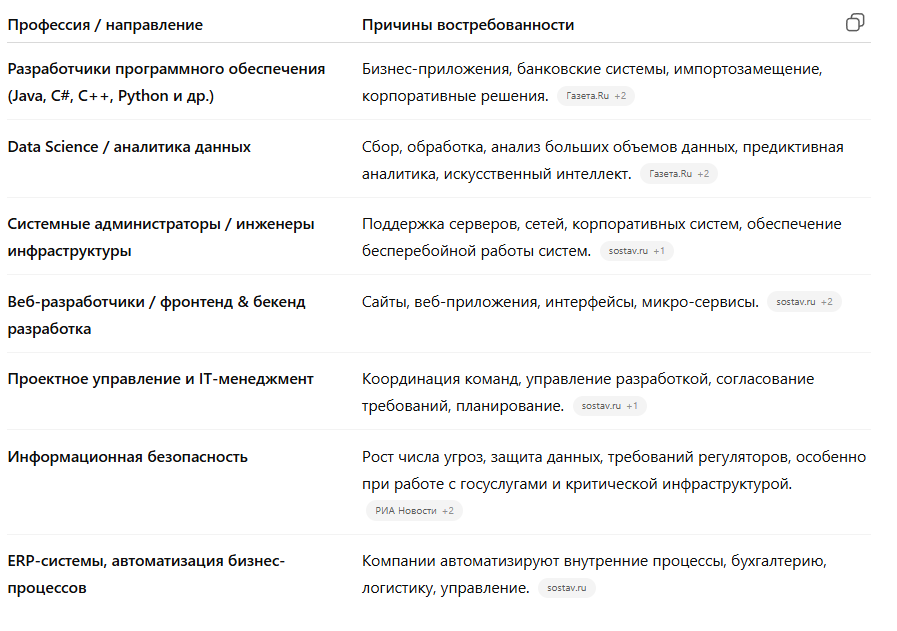 Профессия / направление Причины востребованности
Разработчики программного обеспечения Бизнес-приложения, банковские системы, импортозамещение,
(Java, C#, C++, Python и др.) корпоративные решения. Газета.Ru +2
Data Science / аналитика данных Сбор, обработка, анализ больших объемов данных, предиктивная
аналитика, искусственный интеллект. Газета.Ru +2
Системные администраторы / инженеры Поддержка серверов, сетей, корпоративных систем, обеспечение
инфраструктуры бесперебойной работы систем. sostav.ru +1
Веб-разработчики / фронтенд & бекенд Сайты, веб-приложения, интерфейсы, микро-сервисы. sostav.ru +2
разработка
Проектное управление и IT-менеджмент Координация команд, управление разработкой, согласование
требований, планирование. sostav.ru +1
Информационная безопасность Рост числа угроз, защита данных, требований регуляторов, особенно
при работе с госуслугами и критической инфраструктурой.
РИА Новости +2
ERP-системы, автоматизация бизнес- Компании автоматизируют внутренние процессы, бухгалтерию,
процессов логистику, управление. sostav.ru